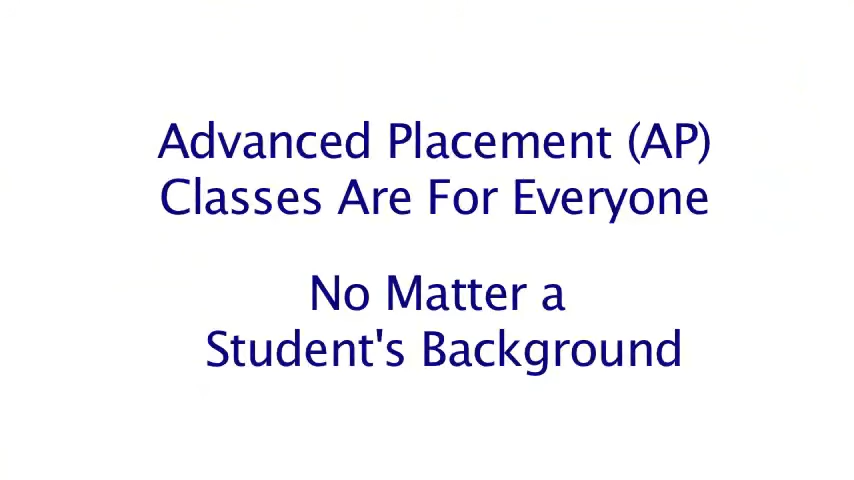 Advanced Placement (AP)
Classes Are For Everyone
No Matter a
Student's Background